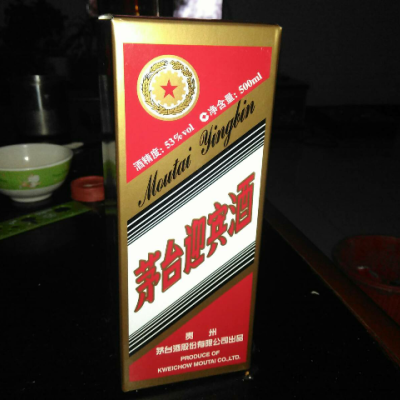 酒精度：53%vol 净含量：500ml
Moutai Yingbin
茅台迎宾酒
贵州
茅台酒股份有限公司出品
PRODUCE OF
KWEICHOW MOUTAI CO.,LTD.